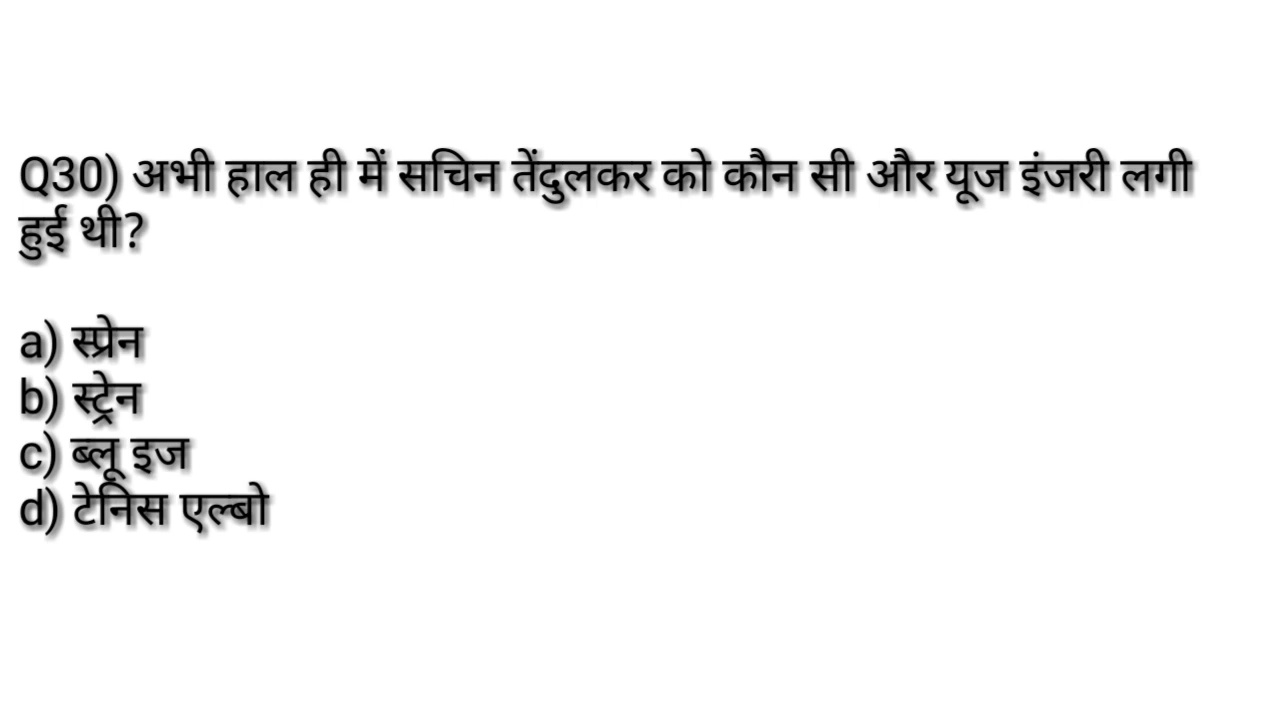 Q30) अभी हाल ही में सचिन तेंदुलकर को कौन सी और यूज इंजरी लगी
हुई थी?
a) स्प्रेन
b) स्ट्रेन
c) ब्लू इज
d) टेनिस एल्बो